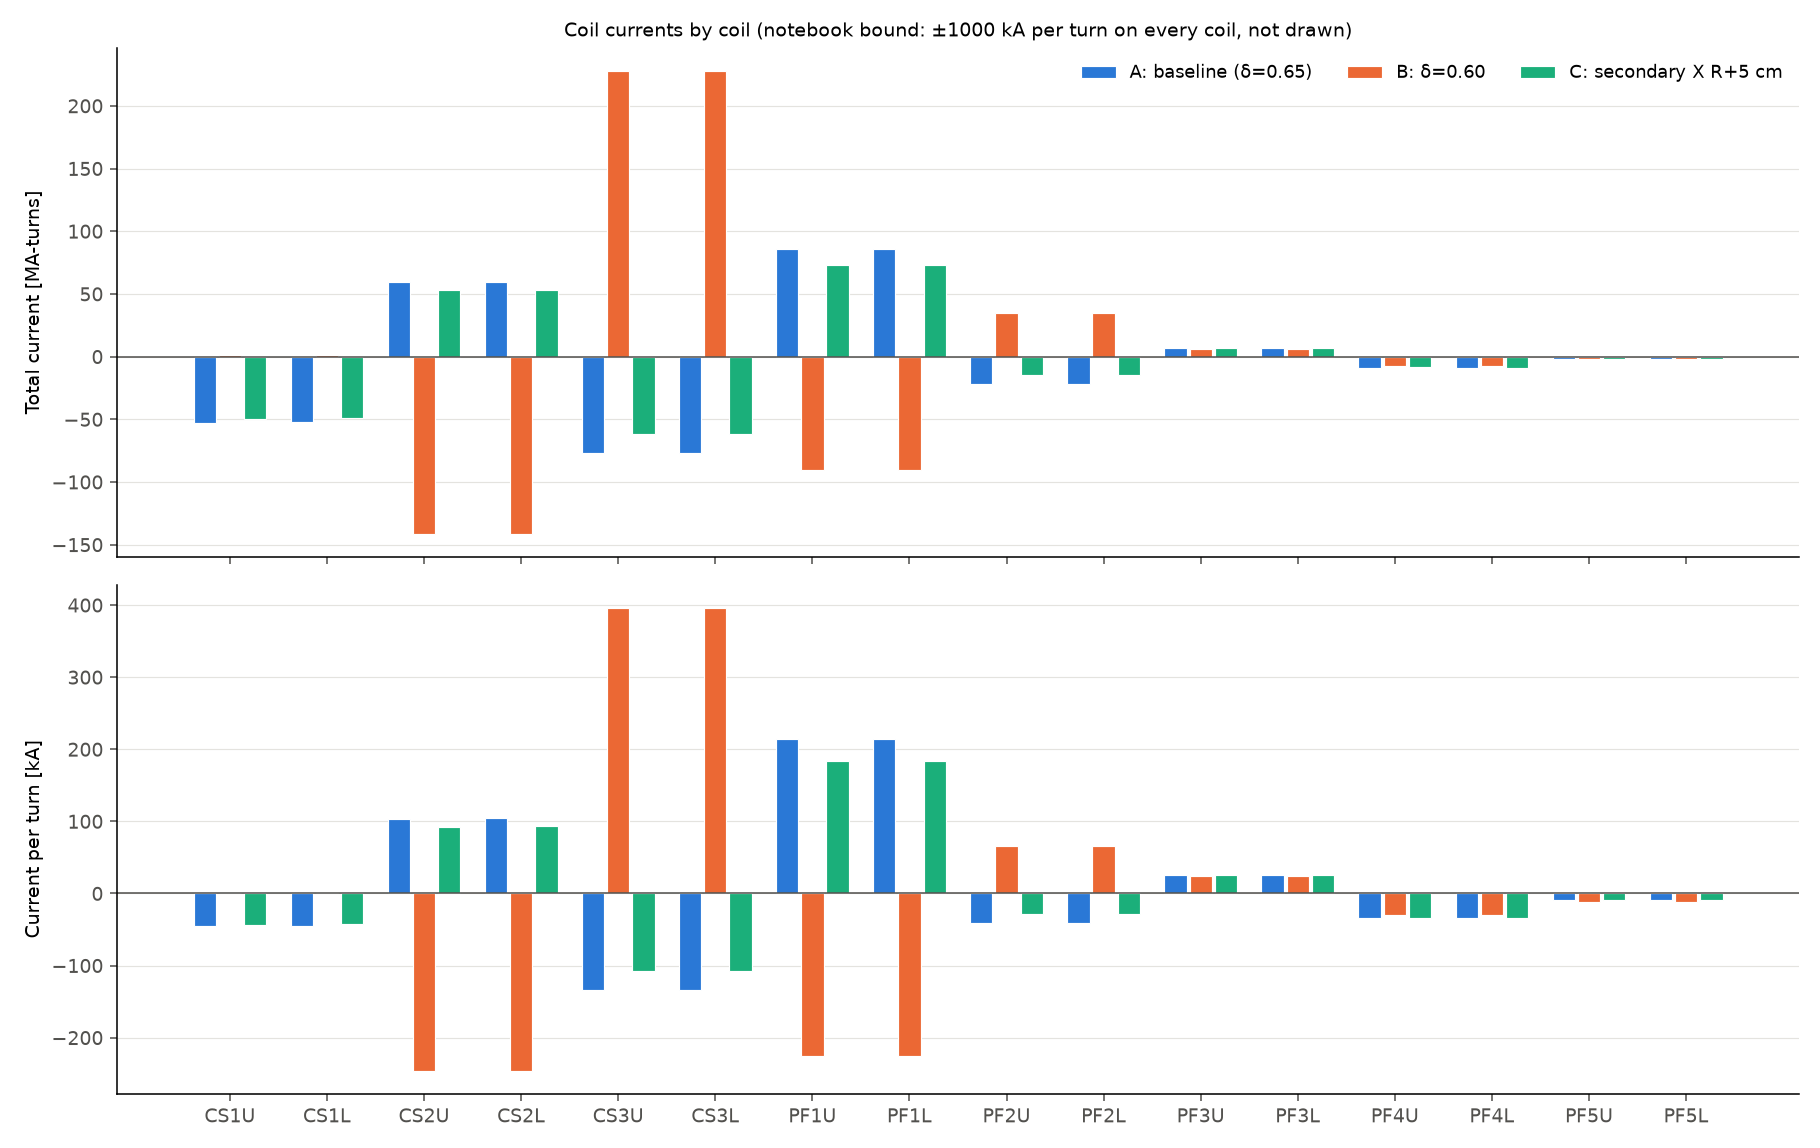 Coil currents by coil (notebook bound: ±1000 kA per turn on every coil, not drawn)
A: baseline (δ=0.65)
B: δ=0.60
C: secondary X R+5 cm
Total current [MA-turns]
200
150
100
50
0
−50
−100
−150
Current per turn [kA]
400
300
200
100
0
−100
−200
CS1U CS1L CS2U CS2L CS3U CS3L PF1U PF1L PF2U PF2L PF3U PF3L PF4U PF4L PF5U PF5L